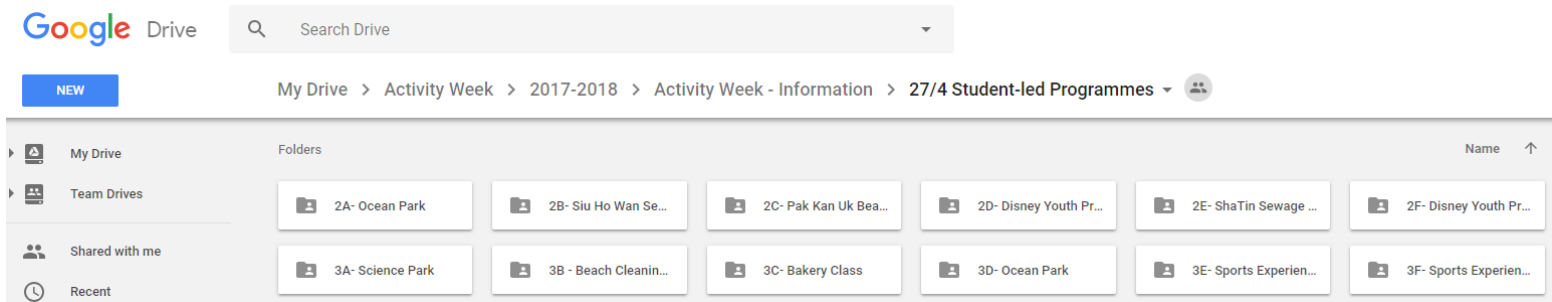 Google Drive
Search Drive
NEW
My Drive > Activity Week > 2017-2018 > Activity Week - Information > 27/4 Student-led Programmes
My Drive
Folders
Name
Team Drives
2A- Ocean Park
2B- Siu Ho Wan Se...
2C- Pak Kan Uk Bea...
2D- Disney Youth Pr...
2E- ShaTin Sewage ...
2F- Disney Youth Pr...
Shared with me
3A- Science Park
3B - Beach Cleanin...
3C- Bakery Class
3D- Ocean Park
3E- Sports Experien...
3F- Sports Experien...
Recent